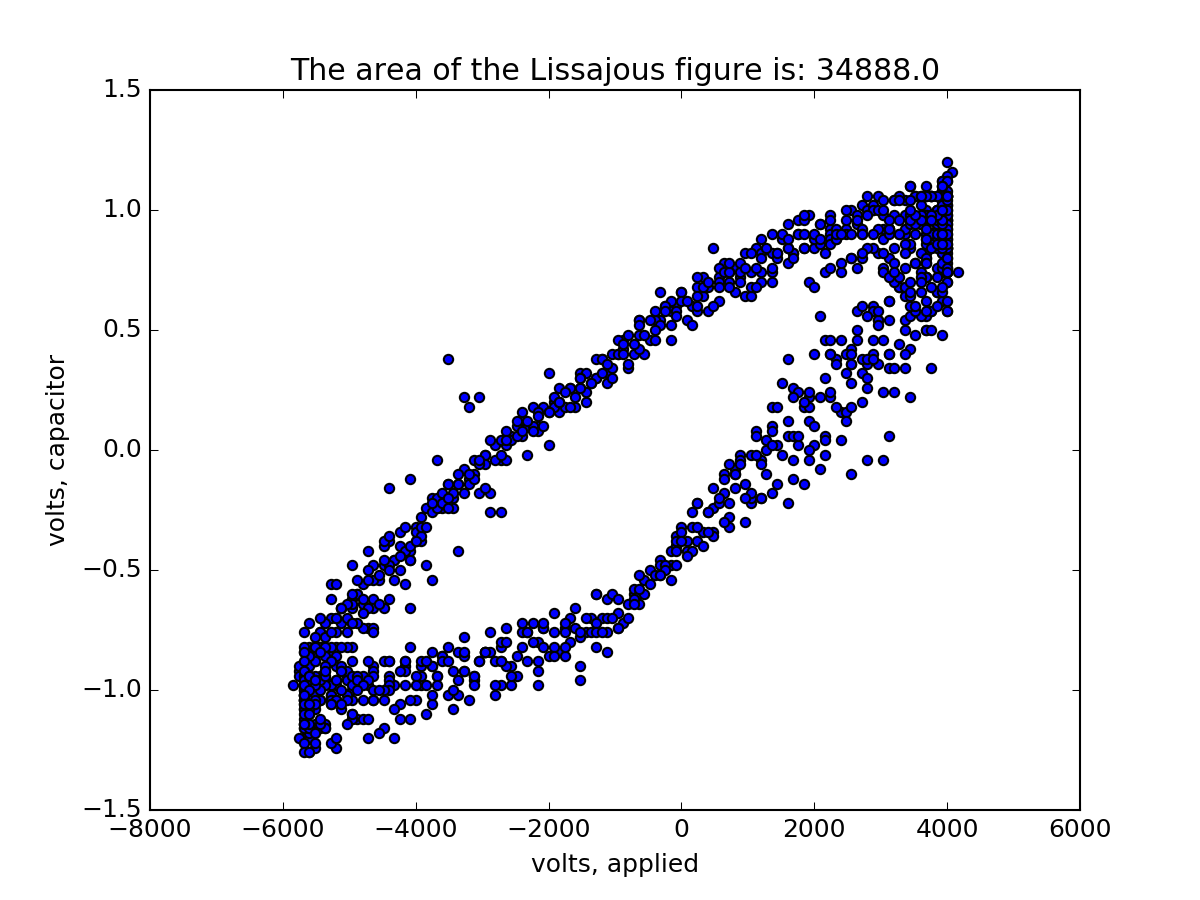 The area of the Lissajous figure is: 34888.0
1.5
1.0
0.5
0.0
−0.5
−1.0
−1.5
volts, capacitor
−8000 −6000 −4000 −2000 0 2000 4000 6000
volts, applied